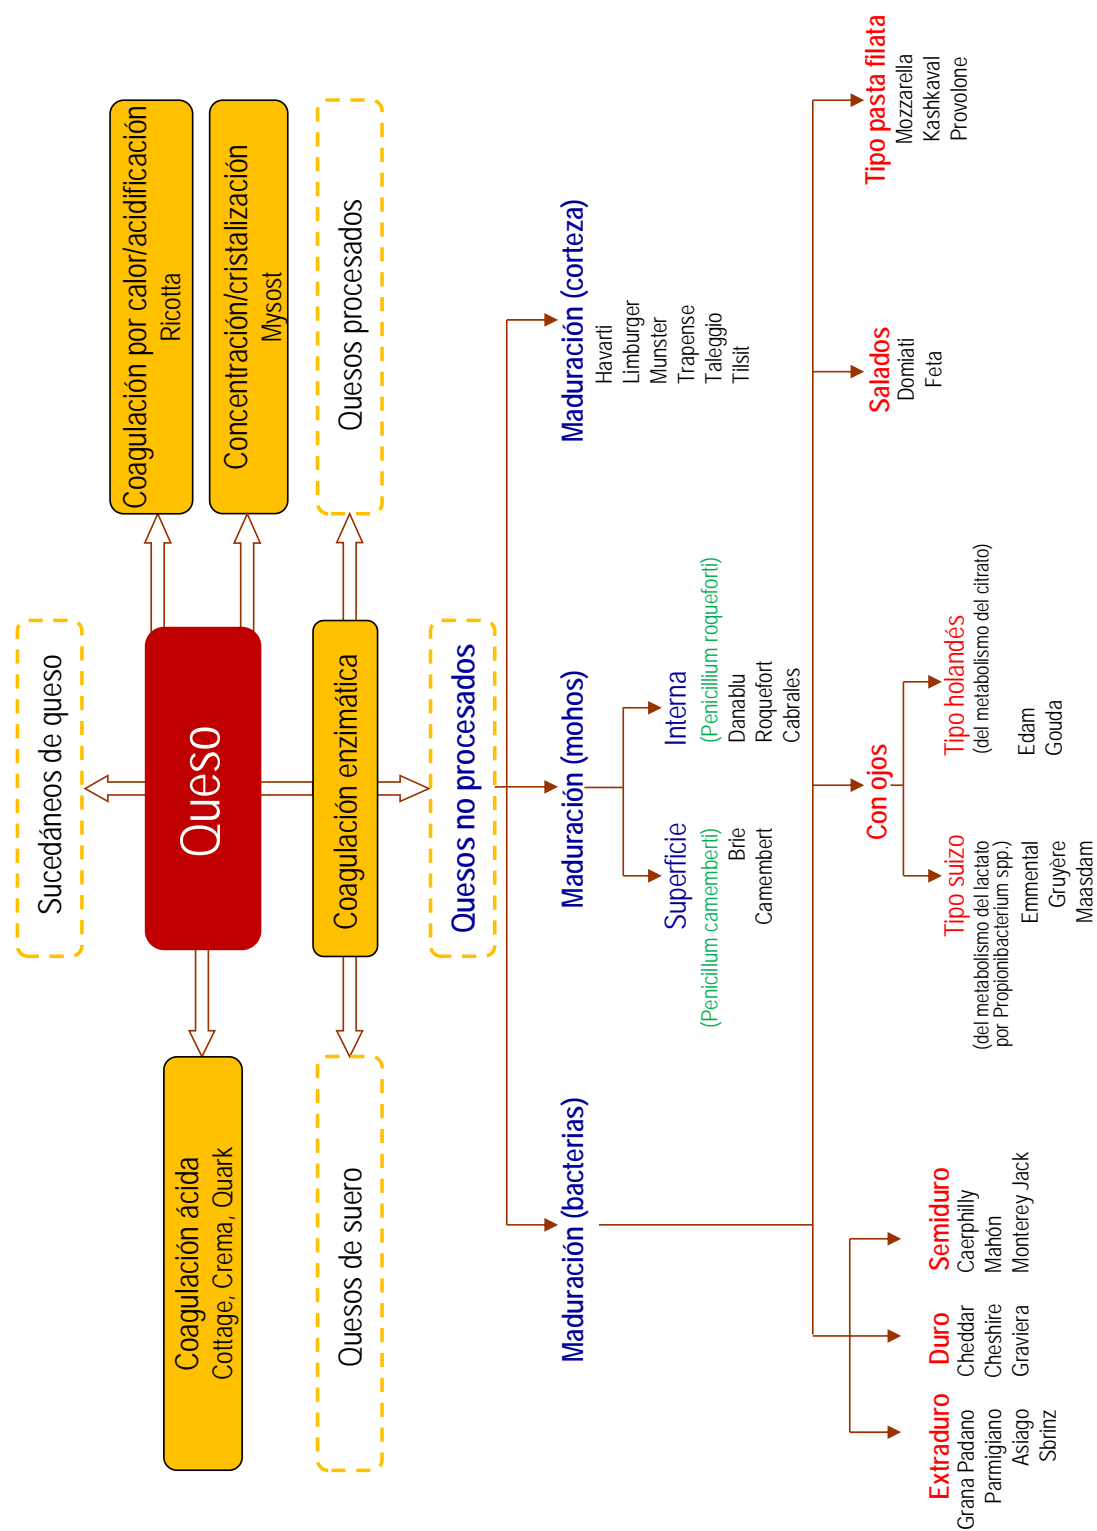 Sucedáneos de queso
Queso
Coagulación ácida
Cottage, Crema, Quark
Coagulación por calor/acidificación
Ricotta
Concentración/cristalización
Mysost
Quesos de suero
Coagulación enzimática
Quesos procesados
Quesos no procesados
Maduración (bacterias)
Maduración (mohos)
Maduración (corteza)
Havarti
Limburger
Munster
Trapense
Taleggio
Tilsit
Superficie
(Penicillum camemberti)
Brie
Camembert
Interna
(Penicillium roqueforti)
Danablu
Roquefort
Cabrales
Extraduro
Grana Padano
Parmigiano
Asiago
Sbrinz
Duro
Cheddar
Cheshire
Graviera
Semiduro
Caerphilly
Mahón
Monterey Jack
Con ojos
Tipo suizo
(del metabolismo del lactato
por Propionibacterium spp.)
Emmental
Gruyère
Maasdam
Tipo holandés
(del metabolismo del citrato)
Edam
Gouda
Salados
Domiati
Feta
Tipo pasta filata
Mozzarella
Kashkaval
Provolone